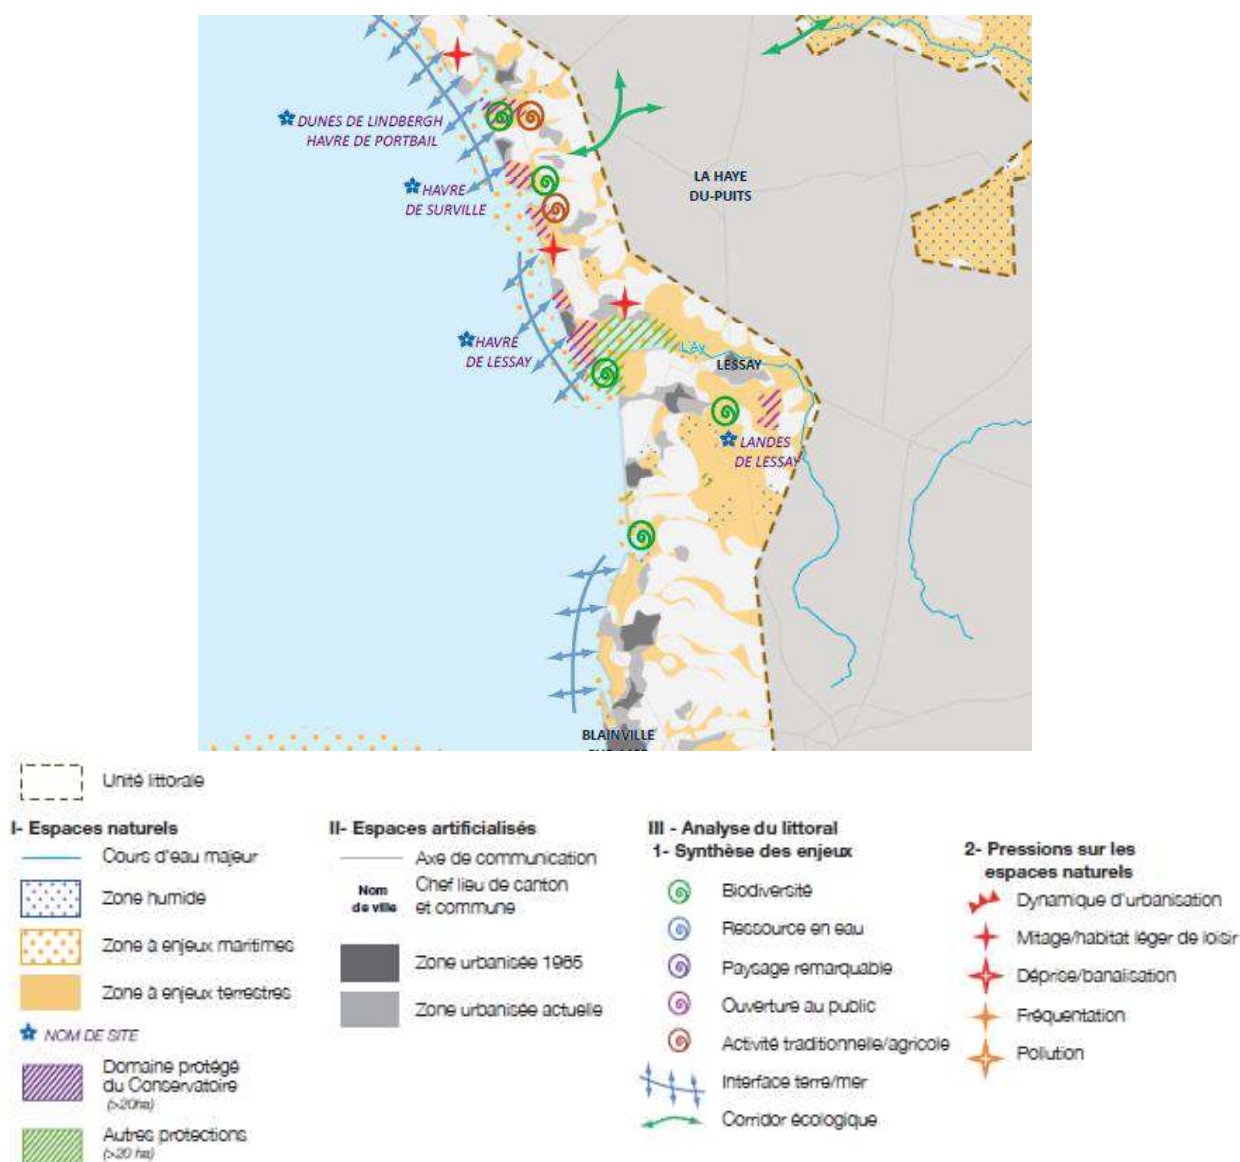 DUNES DE LINDBERGH
HAVRE DE PORTBAIL
HAVRE
DE SURVILLE
LA HAYE
DU-PUITS
HAVRE
DE LESSAY
L'Ay
LESSAY
LANDES
DE LESSAY
BLAINVILLE
Unité littorale
I- Espaces naturels
Cours d'eau majeur
Zone humide
Zone à enjeux maritimes
Zone à enjeux terrestres
NOM DE SITE
Domaine protégé
du Conservatoire
(>20ha)
Autres protections
(>20 ha)
II- Espaces artificialisés
Axe de communication
Nom
de ville
Chef lieu de canton
et commune
Zone urbanisée 1965
Zone urbanisée actuelle
III - Analyse du littoral
1- Synthèse des enjeux
Biodiversité
Ressource en eau
Paysage remarquable
Ouverture au public
Activité traditionnelle/agricole
Interface terre/mer
Corridor écologique
2- Pressions sur les
espaces naturels
Dynamique d'urbanisation
Mitage/habitat léger de loisir
Déprise/banalisation
Fréquentation
Pollution